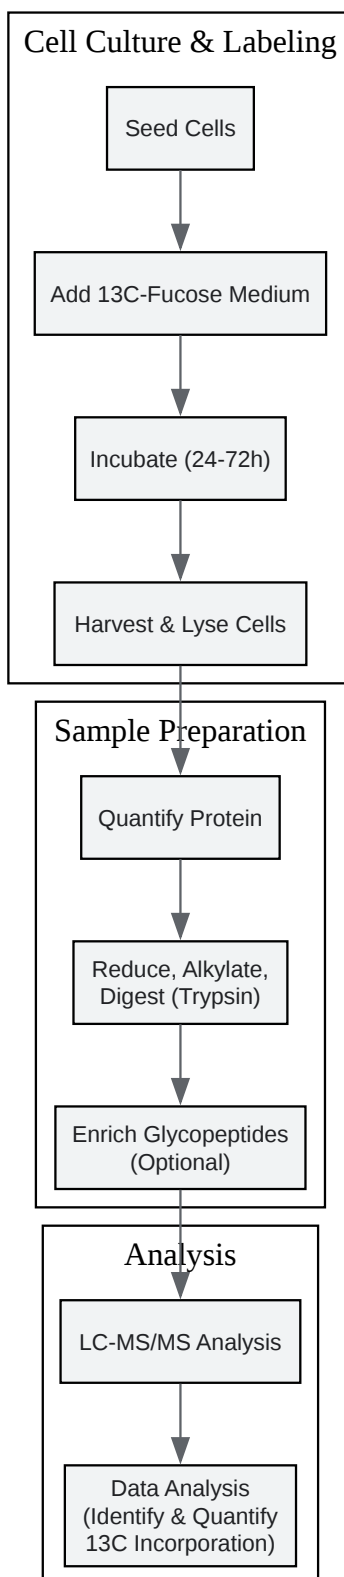 Cell Culture & Labeling
Seed Cells
Add 13C-Fucose Medium
Incubate (24-72h)
Harvest & Lyse Cells
Sample Preparation
Quantify Protein
Reduce, Alkylate,
Digest (Trypsin)
Enrich Glycopeptides
(Optional)
Analysis
LC-MS/MS Analysis
Data Analysis
(Identify & Quantify
13C Incorporation)